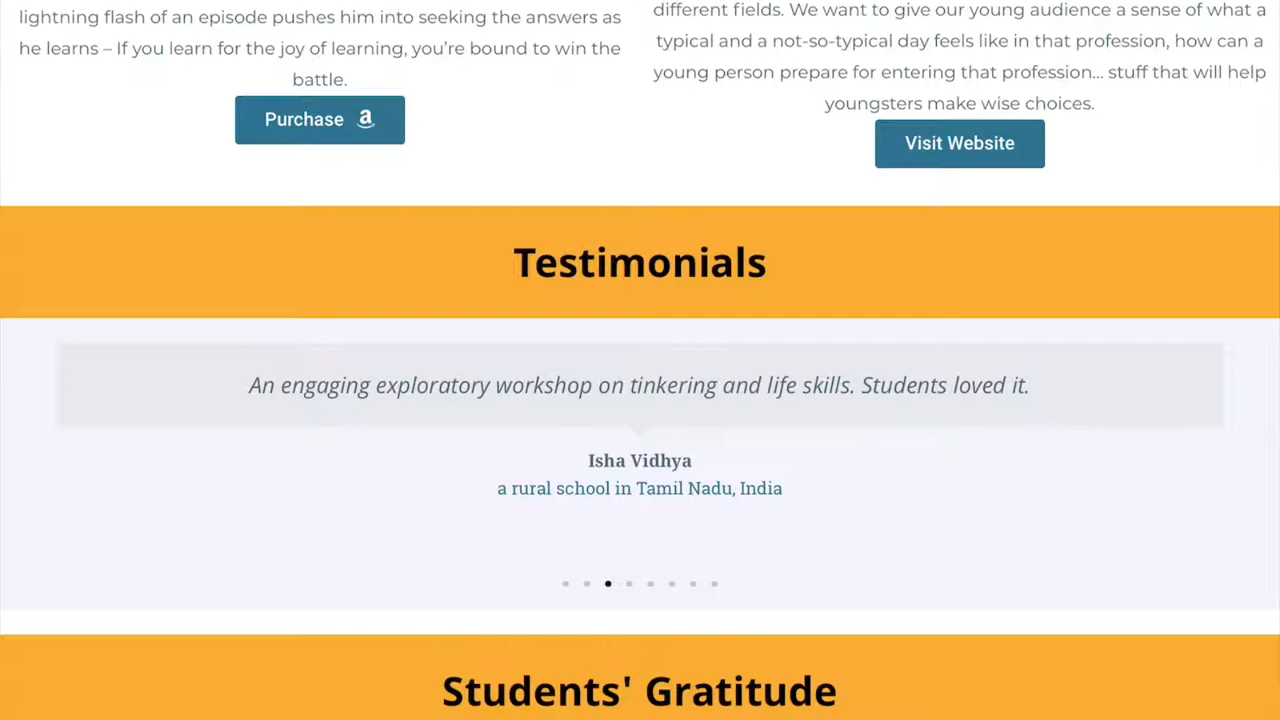 lightning flash of an episode pushes him into seeking the answers as
he learns – If you learn for the joy of learning, you're bound to win the
battle.
Purchase
different fields. We want to give our young audience a sense of what a
typical and a not-so-typical day feels like in that profession, how can a
young person prepare for entering that profession... stuff that will help
youngsters make wise choices.
Visit Website
Testimonials
An engaging exploratory workshop on tinkering and life skills. Students loved it.
Isha Vidhya
a rural school in Tamil Nadu, India
Students' Gratitude